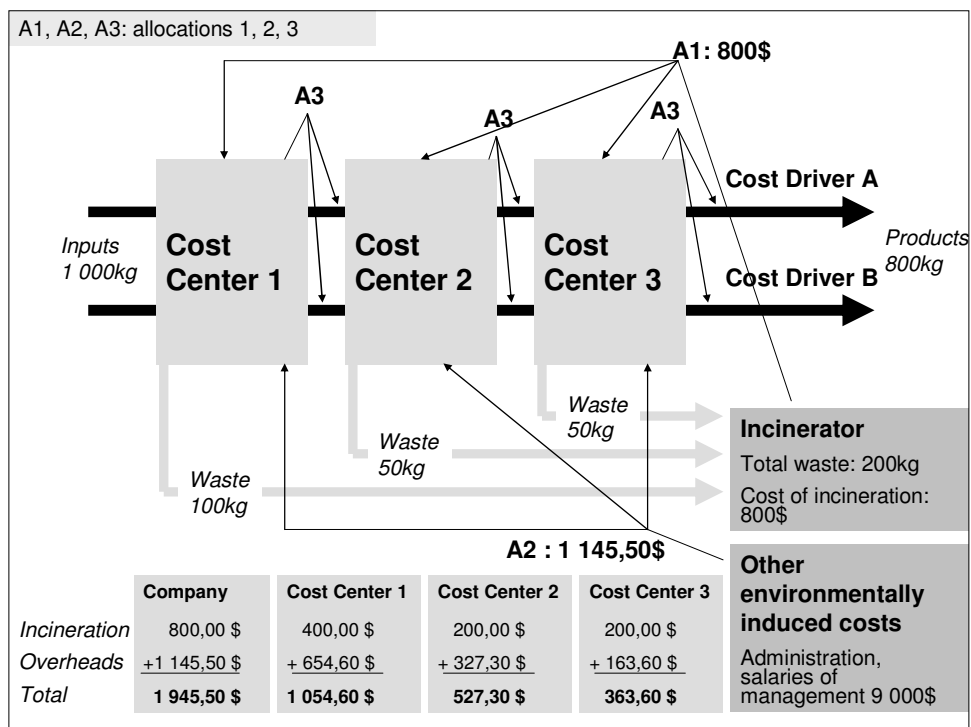 A1, A2, A3: allocations 1, 2, 3
A1: 800$
A3
A3
A3
Cost Driver A
Inputs
1 000kg
Cost
Center 1
Cost
Center 2
Cost
Center 3
Products
800kg
Cost Driver B
Waste
50kg
Waste
50kg
Waste
100kg
Incinerator
Total waste: 200kg
Cost of incineration:
800$
A2 : 1 145,50$
Other
environmentally
induced costs
Administration,
salaries of
management 9 000$
Company Cost Center 1 Cost Center 2 Cost Center 3
Incineration 800,00 $ 400,00 $ 200,00 $ 200,00 $
Overheads +1 145,50 $ + 654,60 $ + 327,30 $ + 163,60 $
Total 1 945,50 $ 1 054,60 $ 527,30 $ 363,60 $